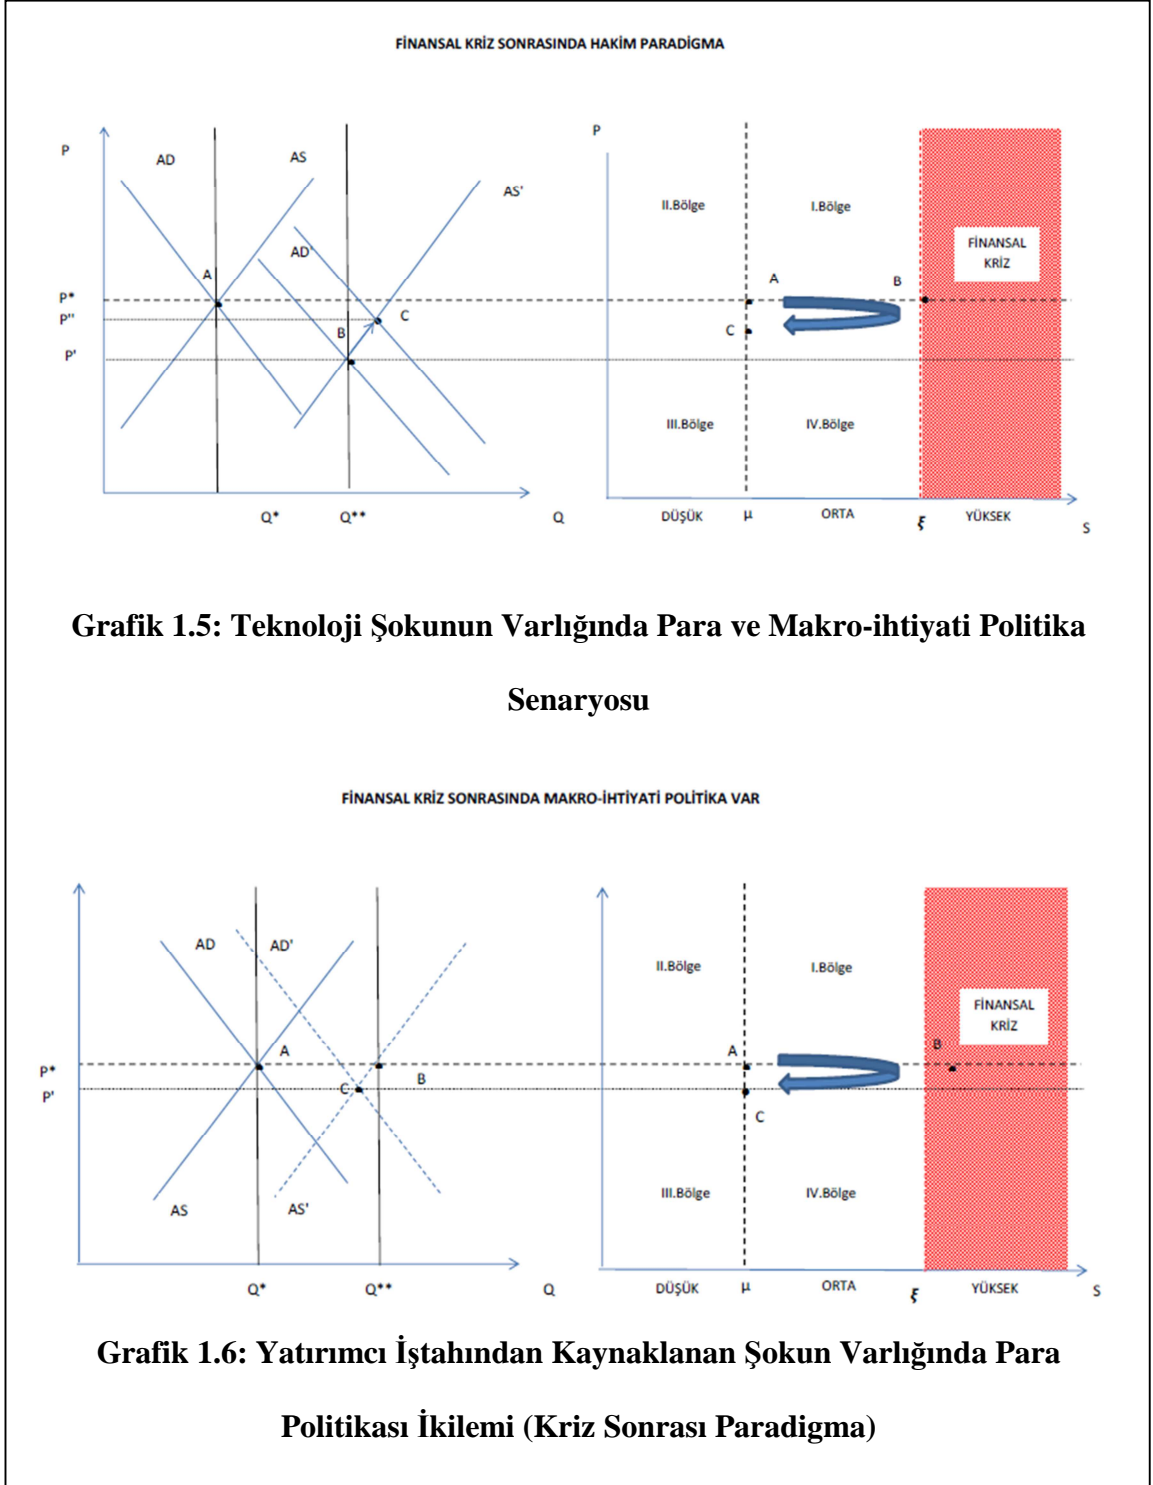 FİNANSAL KRİZ SONRASINDA HAKİM PARADİGMA
P
AD
AS
AS'
AD'
A
P*
P''
P'
B
C
Q*
Q**
Q
P
II.Bölge
I.Bölge
FİNANSAL
KRİZ
A
B
C
III.Bölge
IV.Bölge
DÜŞÜK
μ
ORTA
ξ
YÜKSEK
S
Grafik 1.5: Teknoloji Şokunun Varlığında Para ve Makro-ihtiyati Politika
Senaryosu
FİNANSAL KRİZ SONRASINDA MAKRO-İHTİYATİ POLİTİKA VAR
AD
AD'
A
P*
P'
C
B
AS
AS'
Q*
Q**
Q
II.Bölge
I.Bölge
FİNANSAL
KRİZ
A
B
C
III.Bölge
IV.Bölge
DÜŞÜK
μ
ORTA
ξ
YÜKSEK
S
Grafik 1.6: Yatırımcı İştahından Kaynaklanan Şokun Varlığında Para
Politikası İkilemi (Kriz Sonrası Paradigma)